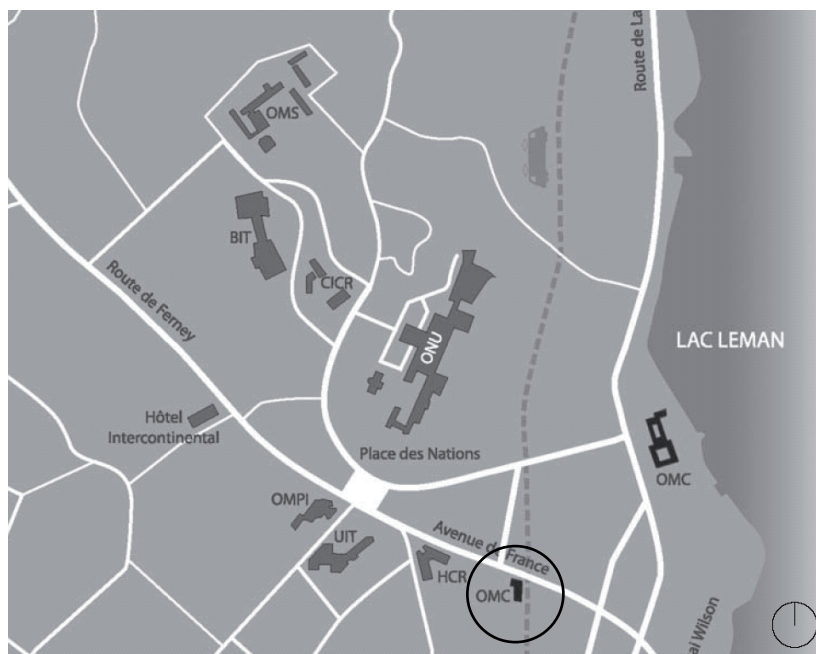 Route de La
OMS
BIT
CICR
Route de Ferney
ONU
LAC LEMAN
Hôtel
Intercontinental
Place des Nations
OMC
OMPI
UIT
Avenue de France
HCR
OMC
ai Wilson